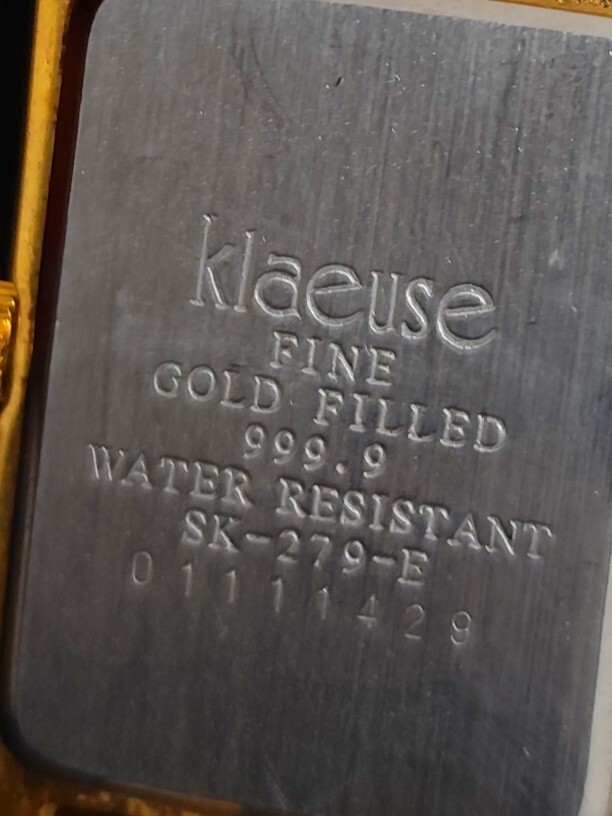 klaeuse
FINE
GOLD FILLED
999.9
WATER RESISTANT
SK-279-E
01111429